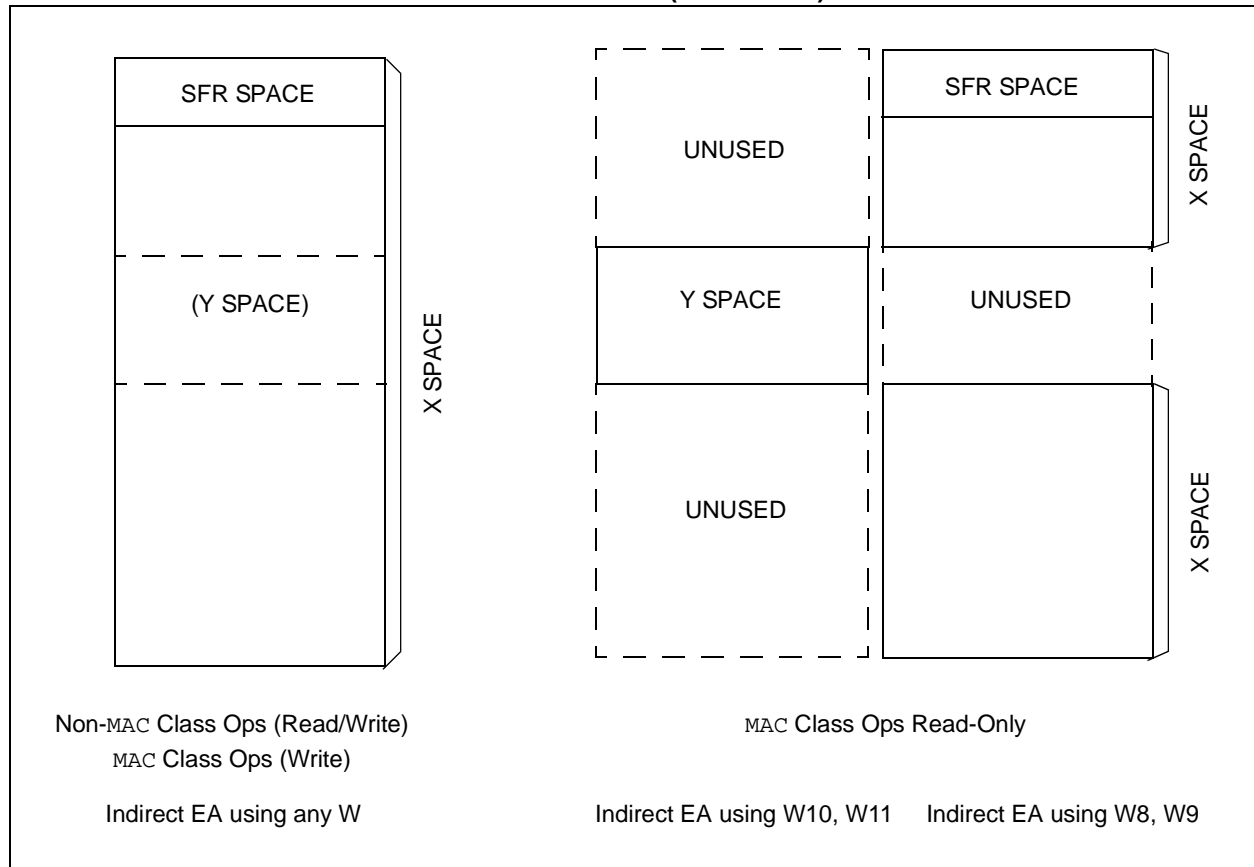 SFR SPACE
(Y SPACE)
X SPACE
UNUSED
Y SPACE
UNUSED
SFR SPACE
X SPACE
UNUSED
X SPACE
Non-MAC Class Ops (Read/Write)
MAC Class Ops (Write)
MAC Class Ops Read-Only
Indirect EA using any W
Indirect EA using W10, W11
Indirect EA using W8, W9